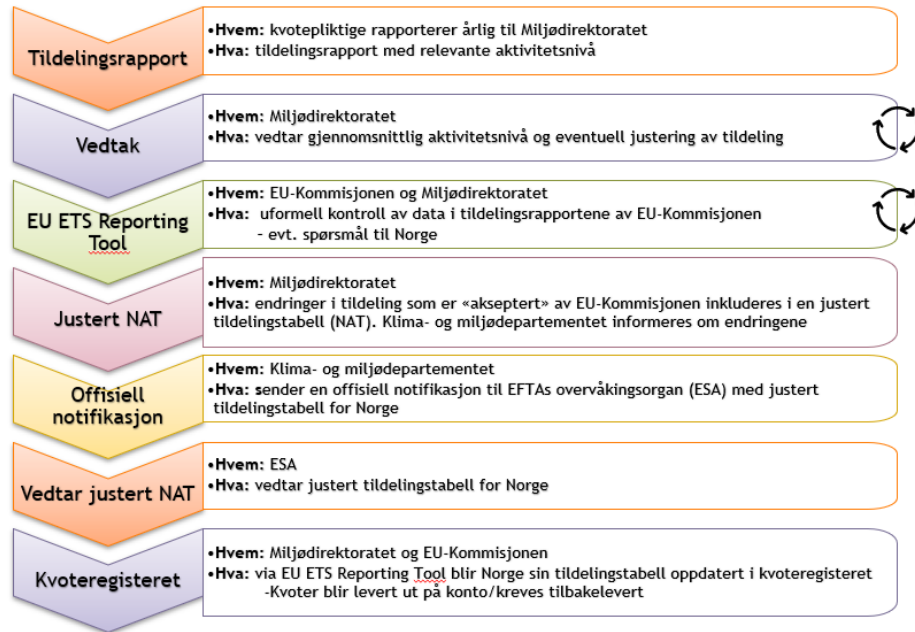 Tildelingsrapport
•Hvem: kvotepliktige rapporterer årlig til Miljødirektoratet
•Hva: tildelingsrapport med relevante aktivitetsnivå
Vedtak
•Hvem: Miljødirektoratet
•Hva: vedtar gjennomsnittlig aktivitetsnivå og eventuell justering av tildeling
EU ETS Reporting
Tool
•Hvem: EU-Kommisjonen og Miljødirektoratet
•Hva: uformell kontroll av data i tildelingsrapportene av EU-Kommisjonen
– evt. spørsmål til Norge
Justert NAT
•Hvem: Miljødirektoratet
•Hva: endringer i tildeling som er «akseptert» av EU-Kommisjonen inkluderes i en justert
tildelingstabell (NAT). Klima- og miljødepartementet informeres om endringene
Offisiell
notifikasjon
•Hvem: Klima- og miljødepartementet
•Hva: sender en offisiell notifikasjon til EFTAs overvåkingsorgan (ESA) med justert
tildelingstabell for Norge
Vedtar justert NAT
•Hvem: ESA
•Hva: vedtar justert tildelingstabell for Norge
Kvoteregisteret
•Hvem: Miljødirektoratet og EU-Kommisjonen
•Hva: via EU ETS Reporting Tool blir Norge sin tildelingstabell oppdatert i kvoteregisteret
-Kvoter blir levert ut på konto/kreves tilbakelevert